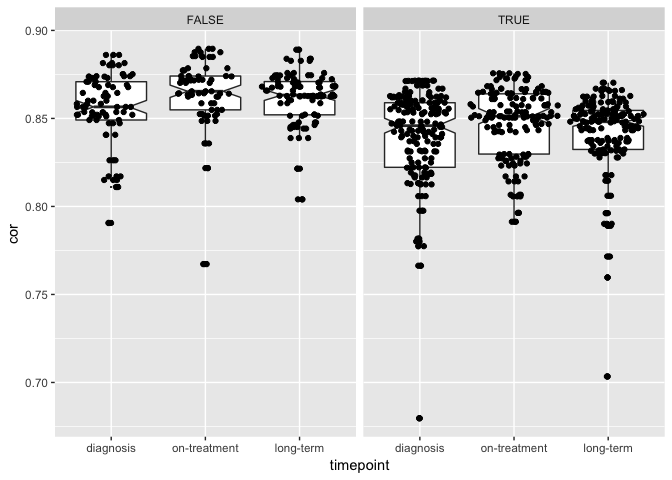 FALSE TRUE
0.90
0.85
0.80
0.75
0.70
cor
diagnosis on-treatment long-term diagnosis on-treatment long-term
timepoint